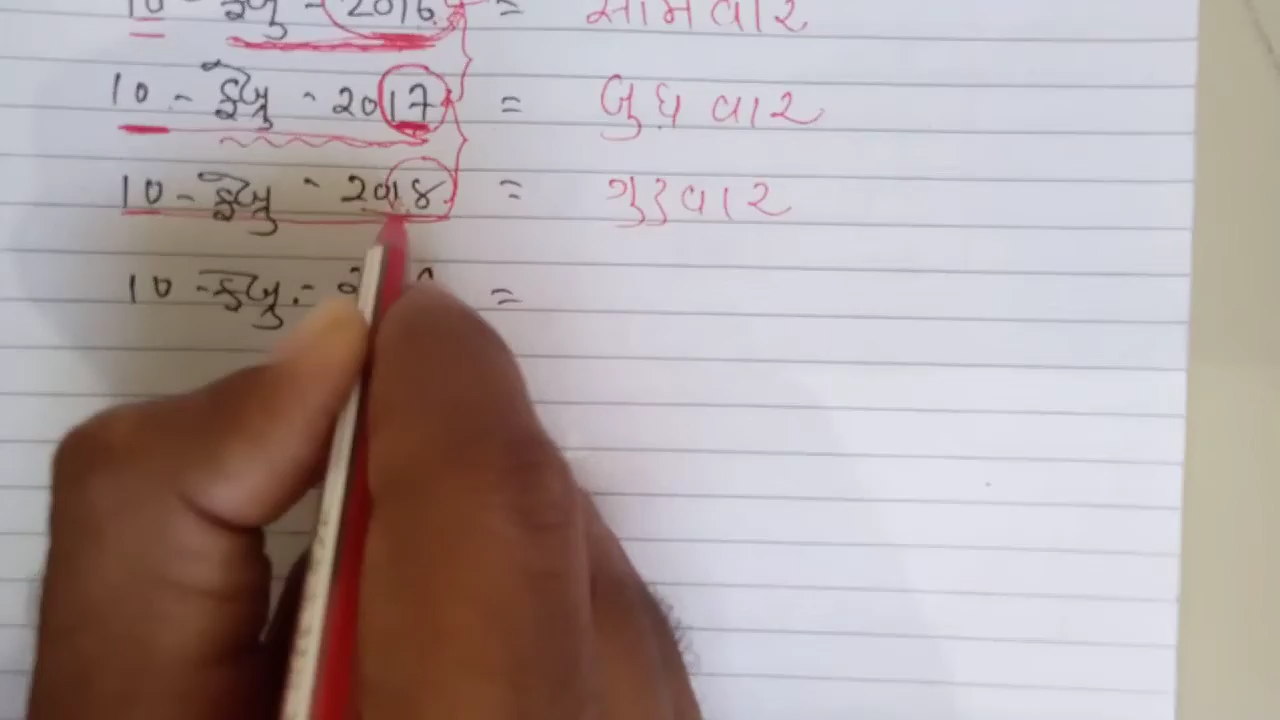 10 - ફેબ્રુ - 2016 = સોમવાર
10 - ફેબ્રુ - 2017 = બુધવાર
10 - ફેબ્રુ - 2018 = ગુરુવાર
10 - ફેબ્રુ. - =